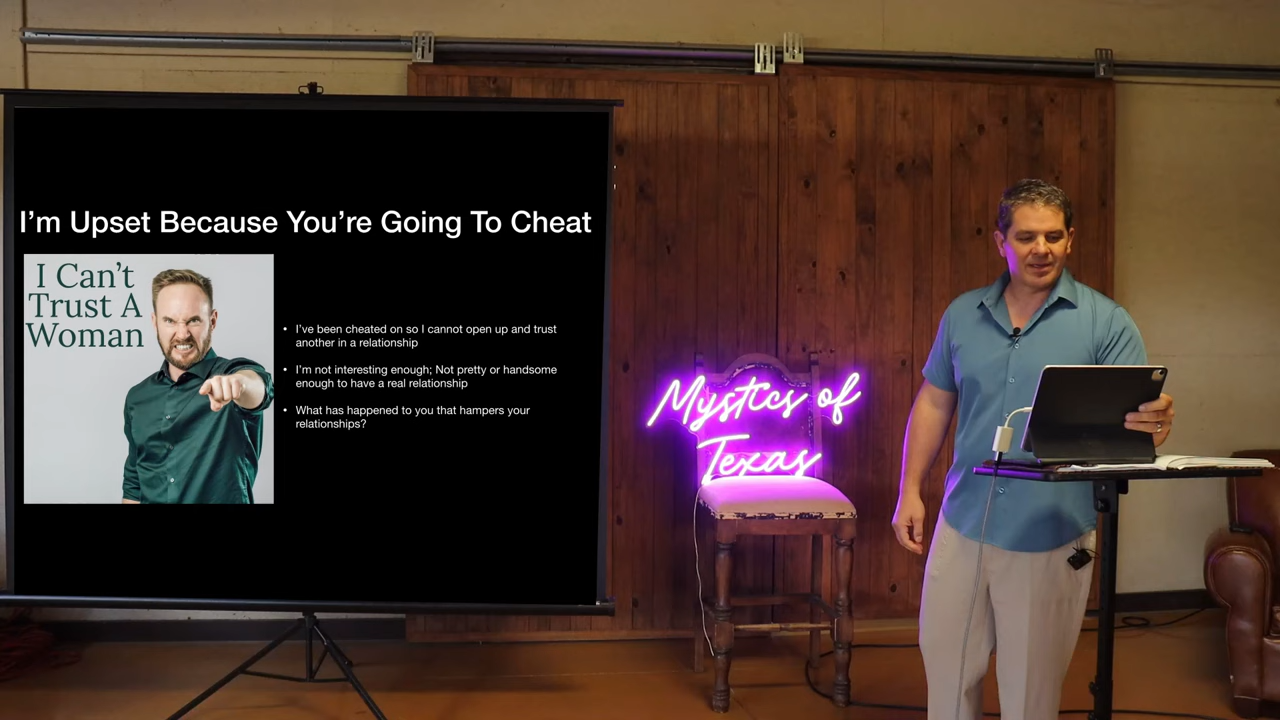 I'm Upset Because You're Going To Cheat
I Can't
Trust A
Woman
• I've been cheated on so I cannot open up and trust
another in a relationship
• I'm not interesting enough; Not pretty or handsome
enough to have a real relationship
• What has happened to you that hampers your
relationships?
Mystics of
Texas